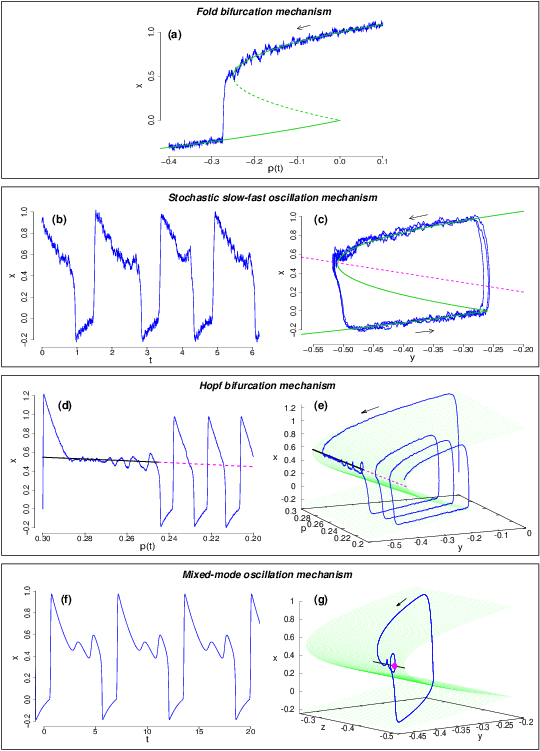 Fold bifurcation mechanism
(a)
x
1.0
0.5
0.0
-0.4 -0.3 -0.2 -0.1 0.0 0.1
p(t)
Stochastic slow-fast oscillation mechanism
(b)
x
1.0
0.8
0.6
0.4
0.2
0.0
-0.2
0 1 2 3 4 5 6
t
(c)
x
1.0
0.8
0.6
0.4
0.2
0.0
-0.2
-0.55 -0.50 -0.45 -0.40 -0.35 -0.30 -0.25 -0.20
y
Hopf bifurcation mechanism
(d)
x
1.2
1.0
0.8
0.6
0.4
0.2
0.0
-0.2
0.30 0.28 0.26 0.24 0.22 0.20
p(t)
(e)
x
1.2
1
0.8
0.6
0.4
0.2
0
-0.2
0.3
0.28
0.26
0.24
0.22
0.2
p
-0.5 -0.4 -0.3 -0.2 -0.1 0
y
Mixed-mode oscillation mechanism
(f)
x
1.0
0.8
0.6
0.4
0.2
0.0
-0.2
0 5 10 15 20
t
(g)
x
1
0.8
0.6
0.4
0.2
0
-0.2
-0.3
-0.4
-0.5
z
-0.45 -0.4 -0.35 -0.3 -0.25 -0.2
y